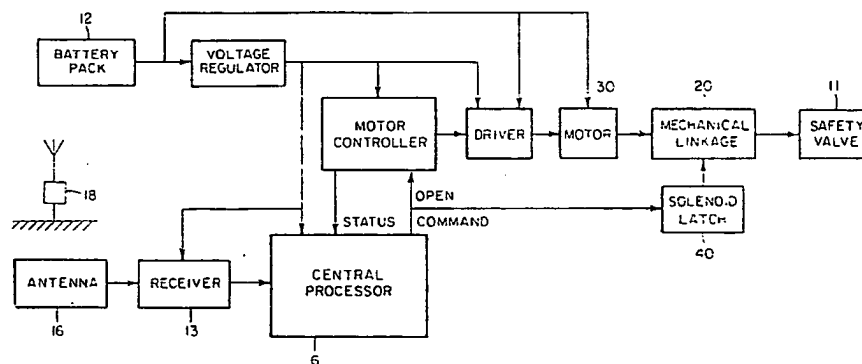 12
BATTERY
PACK
VOLTAGE
REGULATOR
30
20
11
MOTOR
CONTROLLER
DRIVER
MOTOR
MECHANICAL
LINKAGE
SAFETY
VALVE
18
OPEN
STATUS
COMMAND
SOLENOID
LATCH
40
ANTENNA
RECEIVER
CENTRAL
PROCESSOR
16
13
6